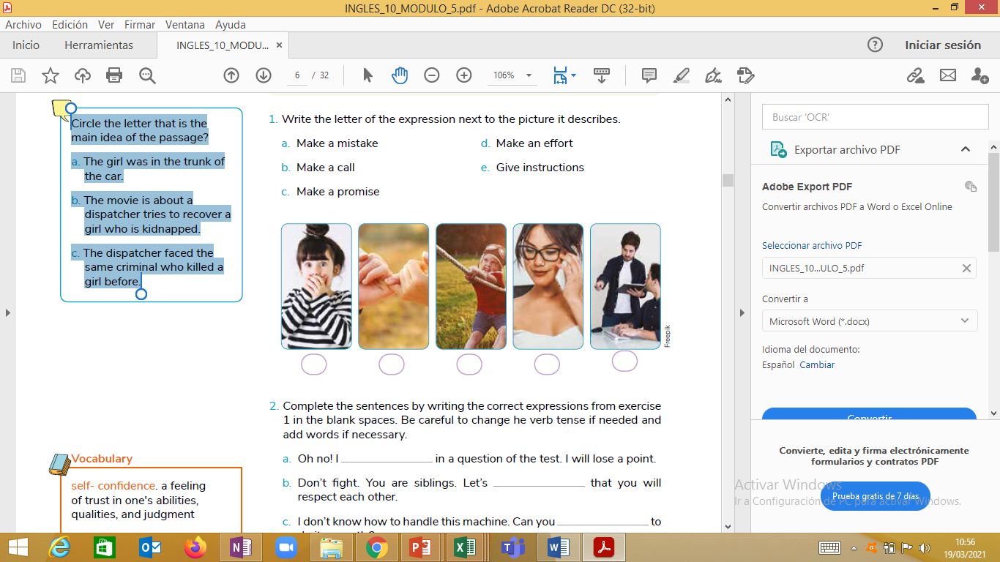 INGLES_10_MODULO_5.pdf - Adobe Acrobat Reader DC (32-bit)
Archivo Edición Ver Firmar Ventana Ayuda
Inicio Herramientas INGLES_10_MODU... × Iniciar sesión
6 / 32 106%
Circle the letter that is the
main idea of the passage?
a. The girl was in the trunk of
the car.
b. The movie is about a
dispatcher tries to recover a
girl who is kidnapped.
c. The dispatcher faced the
same criminal who killed a
girl before.
Vocabulary
self- confidence. a feeling
of trust in one's abilities,
qualities, and judgment
1. Write the letter of the expression next to the picture it describes.
a. Make a mistake
b. Make a call
c. Make a promise
d. Make an effort
e. Give instructions
Freepik
2. Complete the sentences by writing the correct expressions from exercise
1 in the blank spaces. Be careful to change he verb tense if needed and
add words if necessary.
a. Oh no! I ______________ in a question of the test. I will lose a point.
b. Don't fight. You are siblings. Let's ______________ that you will
respect each other.
c. I don't know how to handle this machine. Can you ______________ to
Buscar 'OCR'
Exportar archivo PDF
Adobe Export PDF
Convertir archivos PDF a Word o Excel Online
Seleccionar archivo PDF
INGLES_10...ULO_5.pdf
Convertir a
Microsoft Word (*.docx)
Idioma del documento:
Español Cambiar
Convertir
Convierte, edita y firma electrónicamente
formularios y contratos PDF
Prueba gratis de 7 días
Activar Windows
Ir a Configuración de PC para activar Windows.
10:56
19/03/2021